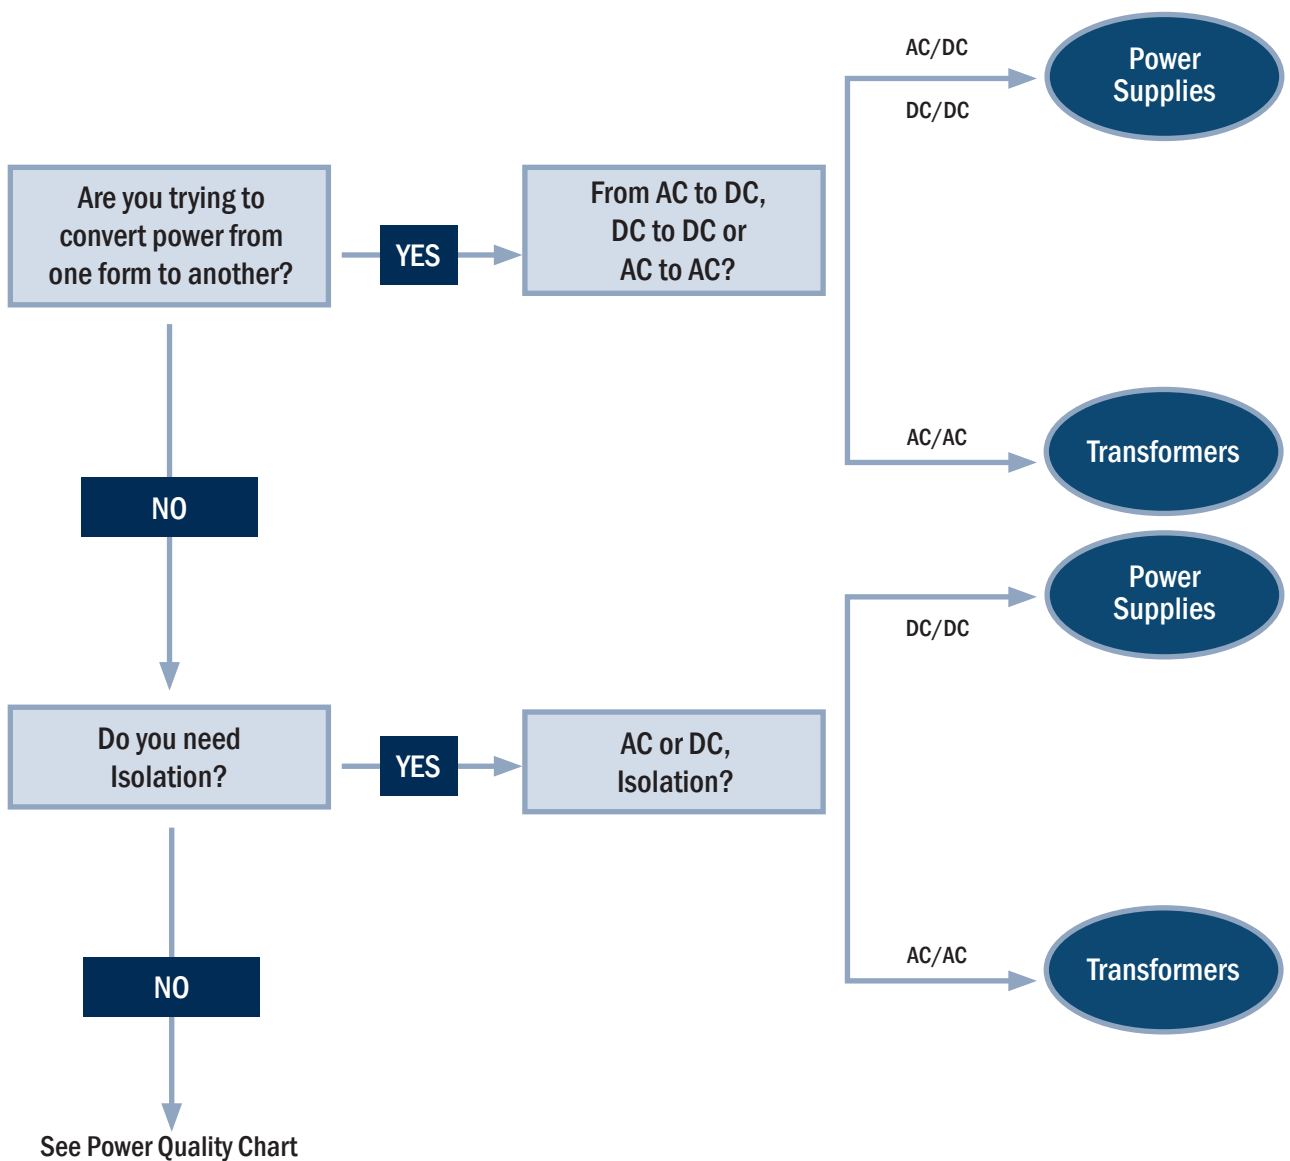 Are you trying to
convert power from
one form to another?
YES
From AC to DC,
DC to DC or
AC to AC?
AC/DC
DC/DC
Power
Supplies
AC/AC
Transformers
NO
Do you need
Isolation?
YES
AC or DC,
Isolation?
DC/DC
Power
Supplies
AC/AC
Transformers
NO
See Power Quality Chart